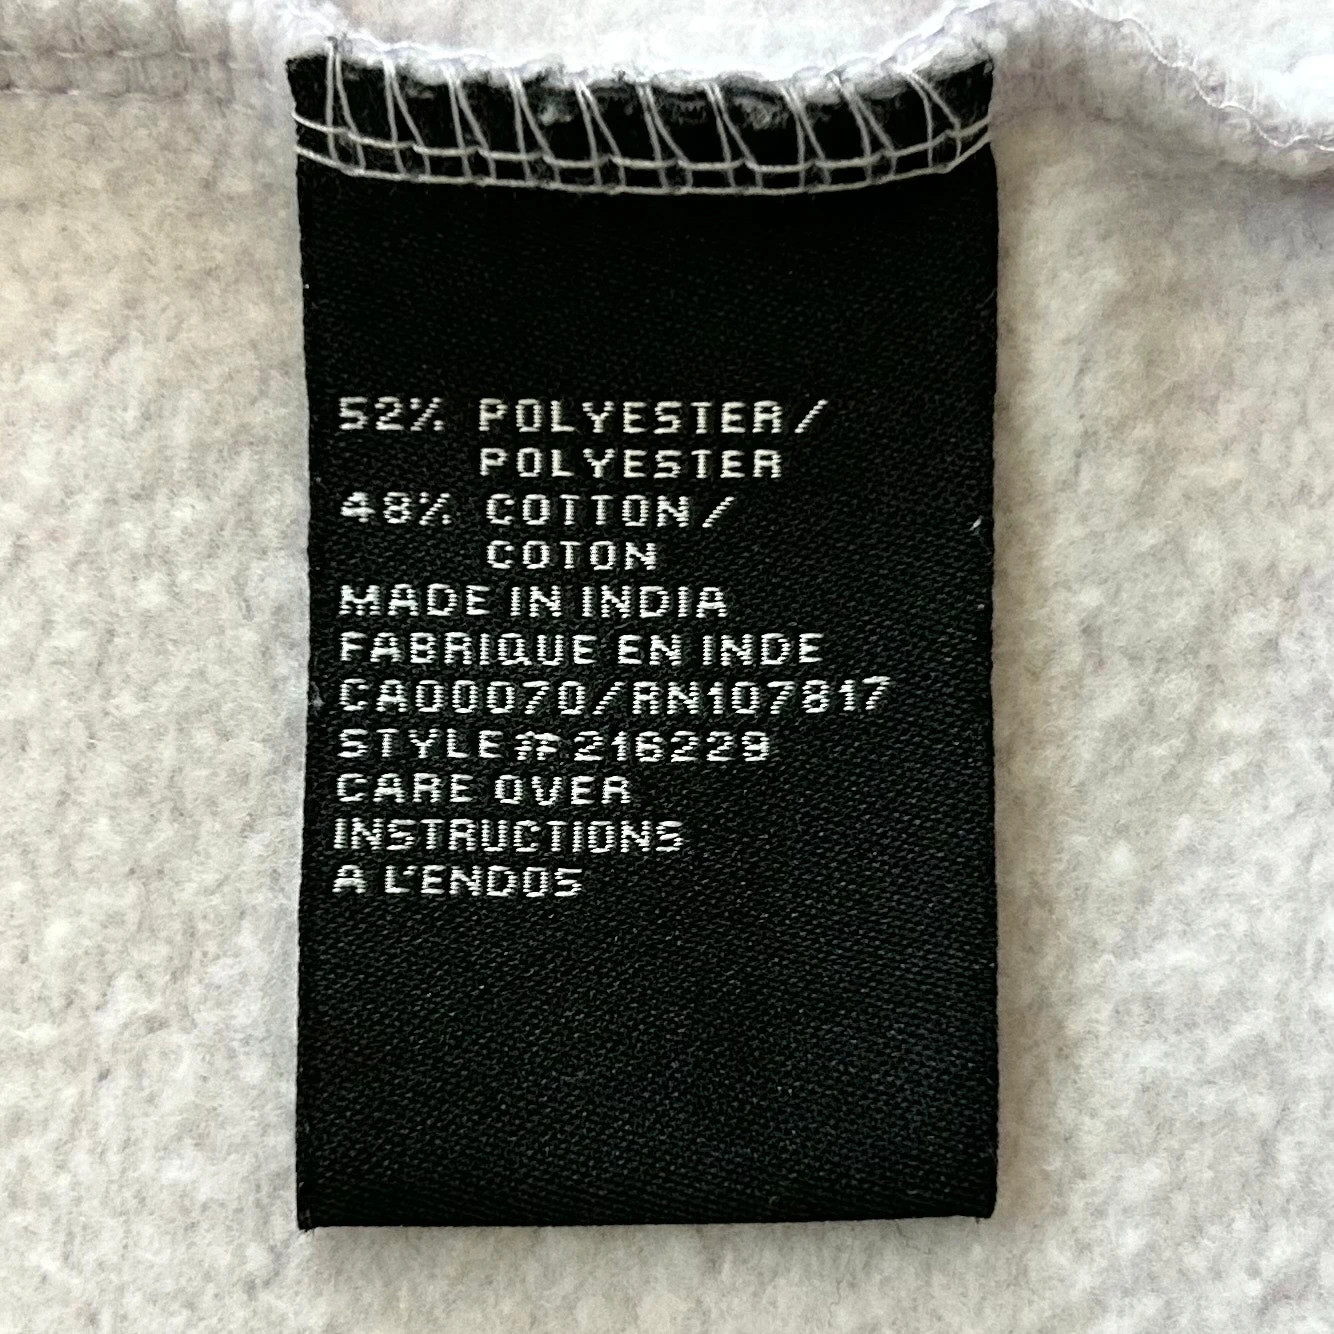 52% POLYESTER/
POLYESTER
48% COTTON/
COTON
MADE IN INDIA
FABRIQUE EN INDE
CA00070/RN107817
STYLE# 216229
CARE OVER
INSTRUCTIONS
A L'ENDOS